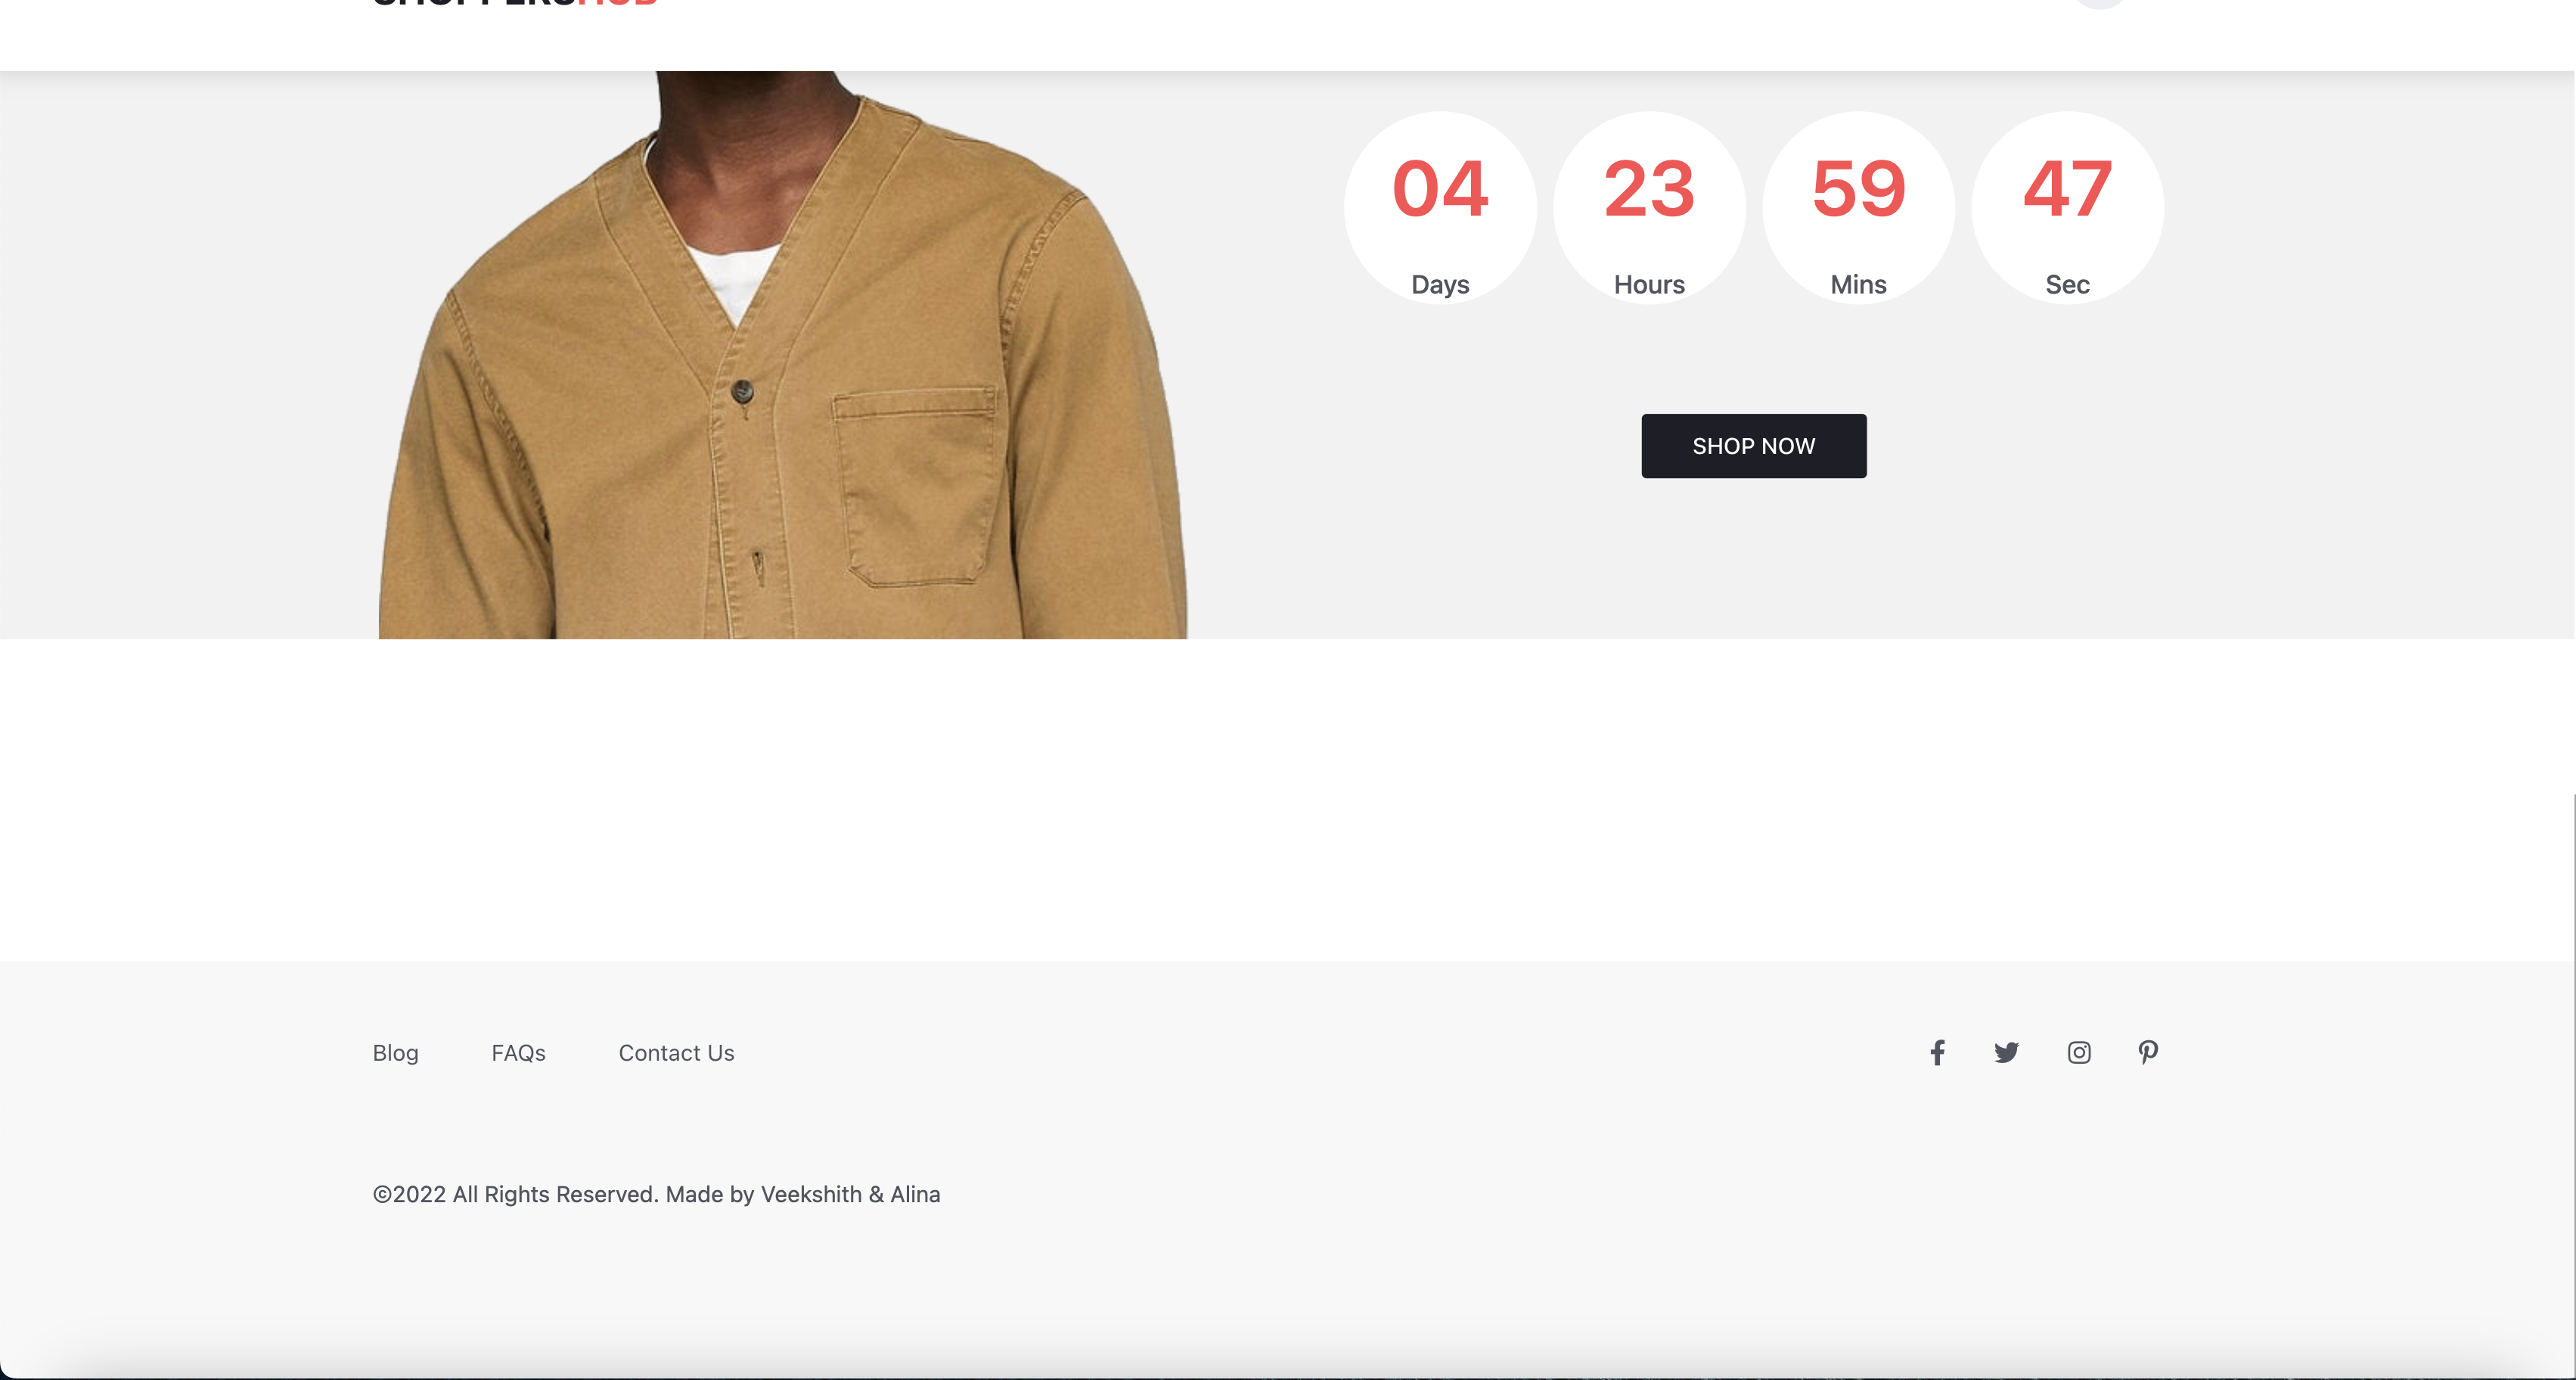 SHOPPERSHUB
04 23 59 47
Days Hours Mins Sec
SHOP NOW
Blog FAQs Contact Us
©2022 All Rights Reserved. Made by Veekshith & Alina